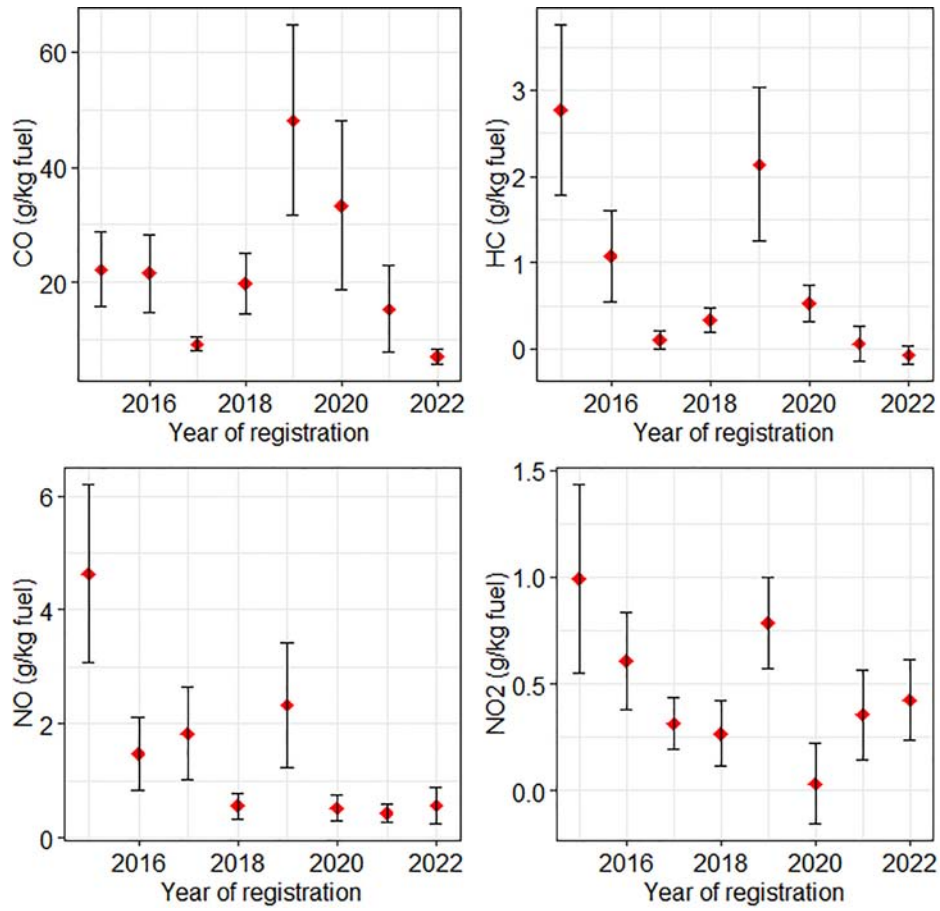 CO (g/kg fuel)
60
40
20
2016 2018 2020 2022
Year of registration
HC (g/kg fuel)
3
2
1
0
2016 2018 2020 2022
Year of registration
NO (g/kg fuel)
6
4
2
0
2016 2018 2020 2022
Year of registration
NO2 (g/kg fuel)
1.5
1.0
0.5
0.0
2016 2018 2020 2022
Year of registration